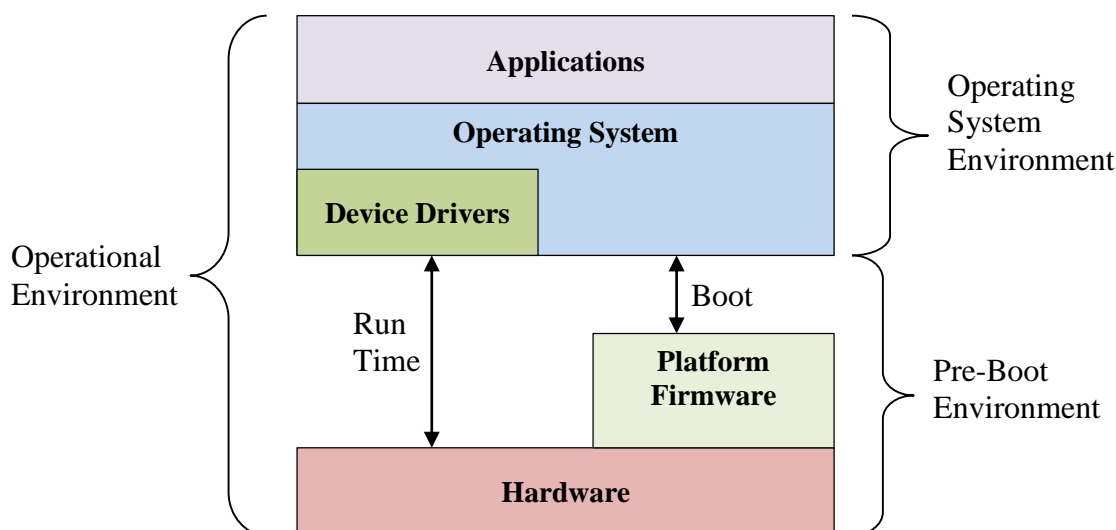 Applications
Operating System
Device Drivers
Operating
System
Environment
Operational
Environment
Run
Time
Boot
Platform
Firmware
Pre-Boot
Environment
Hardware